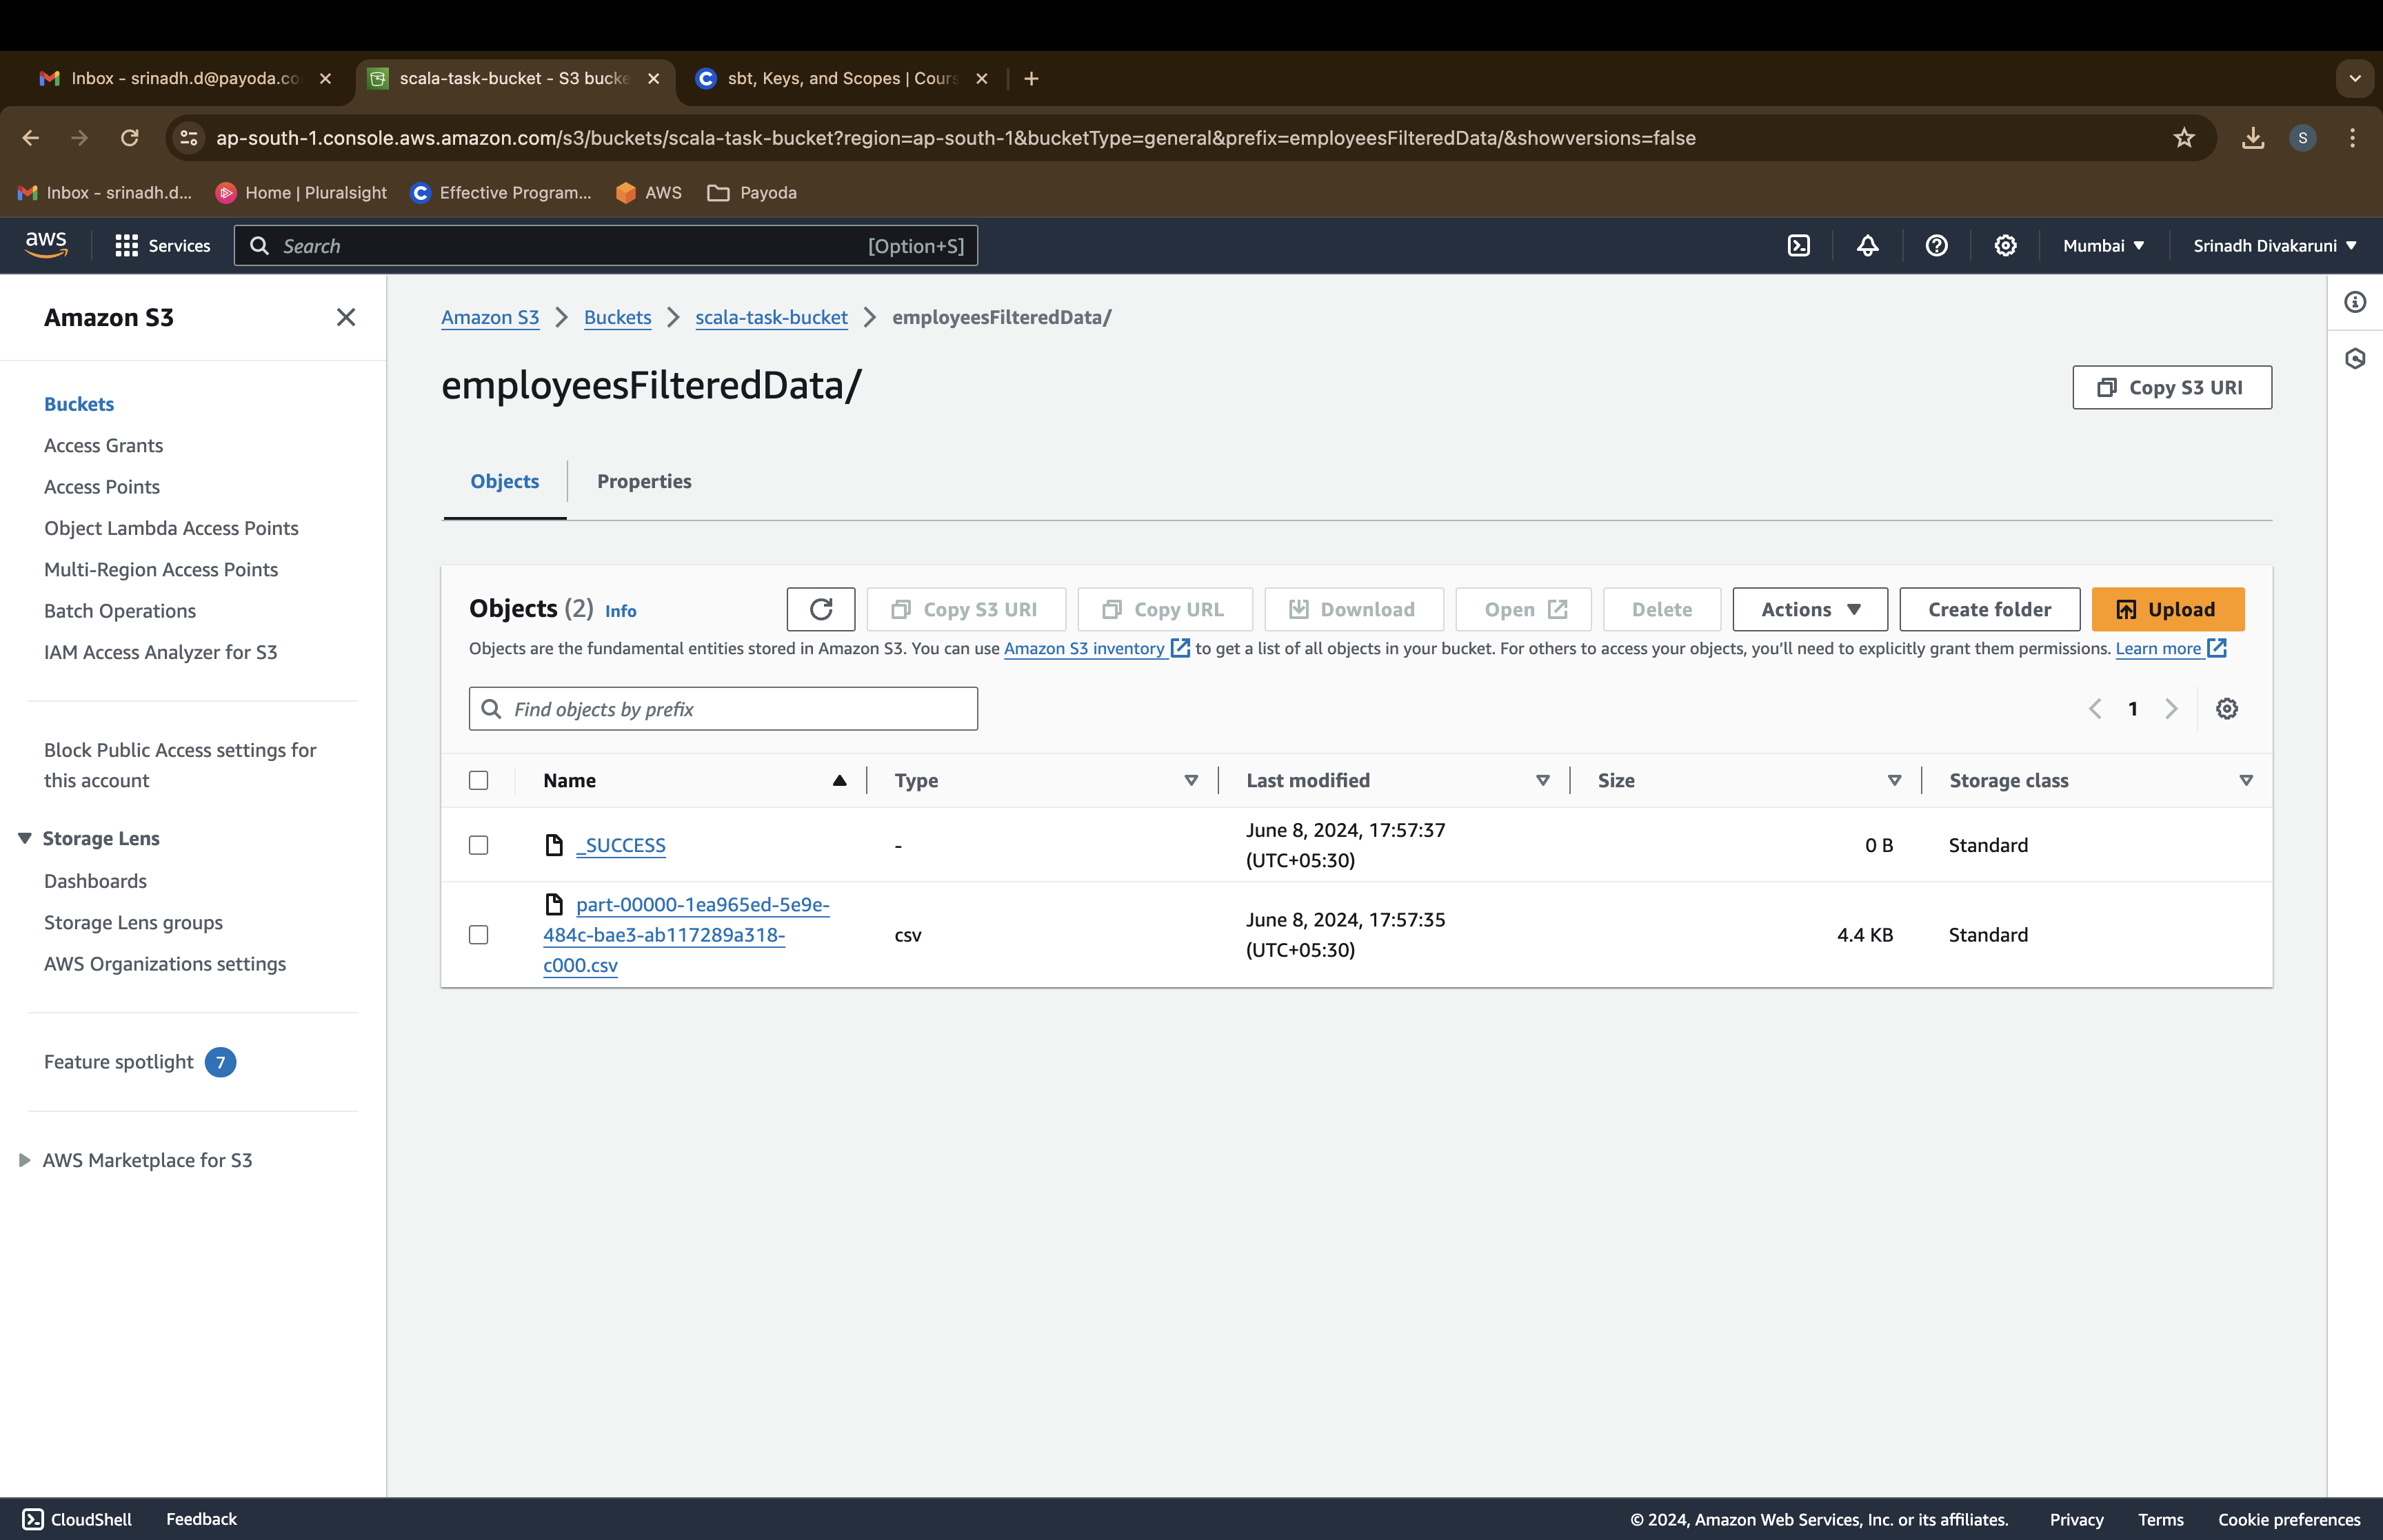 Inbox - srinadh.d@payoda.co
scala-task-bucket - S3 bucke
sbt, Keys, and Scopes | Cours
ap-south-1.console.aws.amazon.com/s3/buckets/scala-task-bucket?region=ap-south-1&bucketType=general&prefix=employeesFilteredData/&showversions=false
S
Inbox - srinadh.d...
Home | Pluralsight
Effective Program...
AWS
Payoda
aws
Services
Search
[Option+S]
Mumbai
Srinadh Divakaruni
Amazon S3
Buckets
Access Grants
Access Points
Object Lambda Access Points
Multi-Region Access Points
Batch Operations
IAM Access Analyzer for S3
Block Public Access settings for
this account
Storage Lens
Dashboards
Storage Lens groups
AWS Organizations settings
Feature spotlight 7
AWS Marketplace for S3
Amazon S3 > Buckets > scala-task-bucket > employeesFilteredData/
employeesFilteredData/
Copy S3 URI
Objects
Properties
Objects (2) Info
Copy S3 URI
Copy URL
Download
Open
Delete
Actions
Create folder
Upload
Objects are the fundamental entities stored in Amazon S3. You can use Amazon S3 inventory to get a list of all objects in your bucket. For others to access your objects, you'll need to explicitly grant them permissions. Learn more
Find objects by prefix
1
Name Type Last modified Size Storage class
_SUCCESS
-
June 8, 2024, 17:57:37
(UTC+05:30)
0 B
Standard
part-00000-1ea965ed-5e9e-
484c-bae3-ab117289a318-
c000.csv
csv
June 8, 2024, 17:57:35
(UTC+05:30)
4.4 KB
Standard
CloudShell
Feedback
© 2024, Amazon Web Services, Inc. or its affiliates.
Privacy
Terms
Cookie preferences